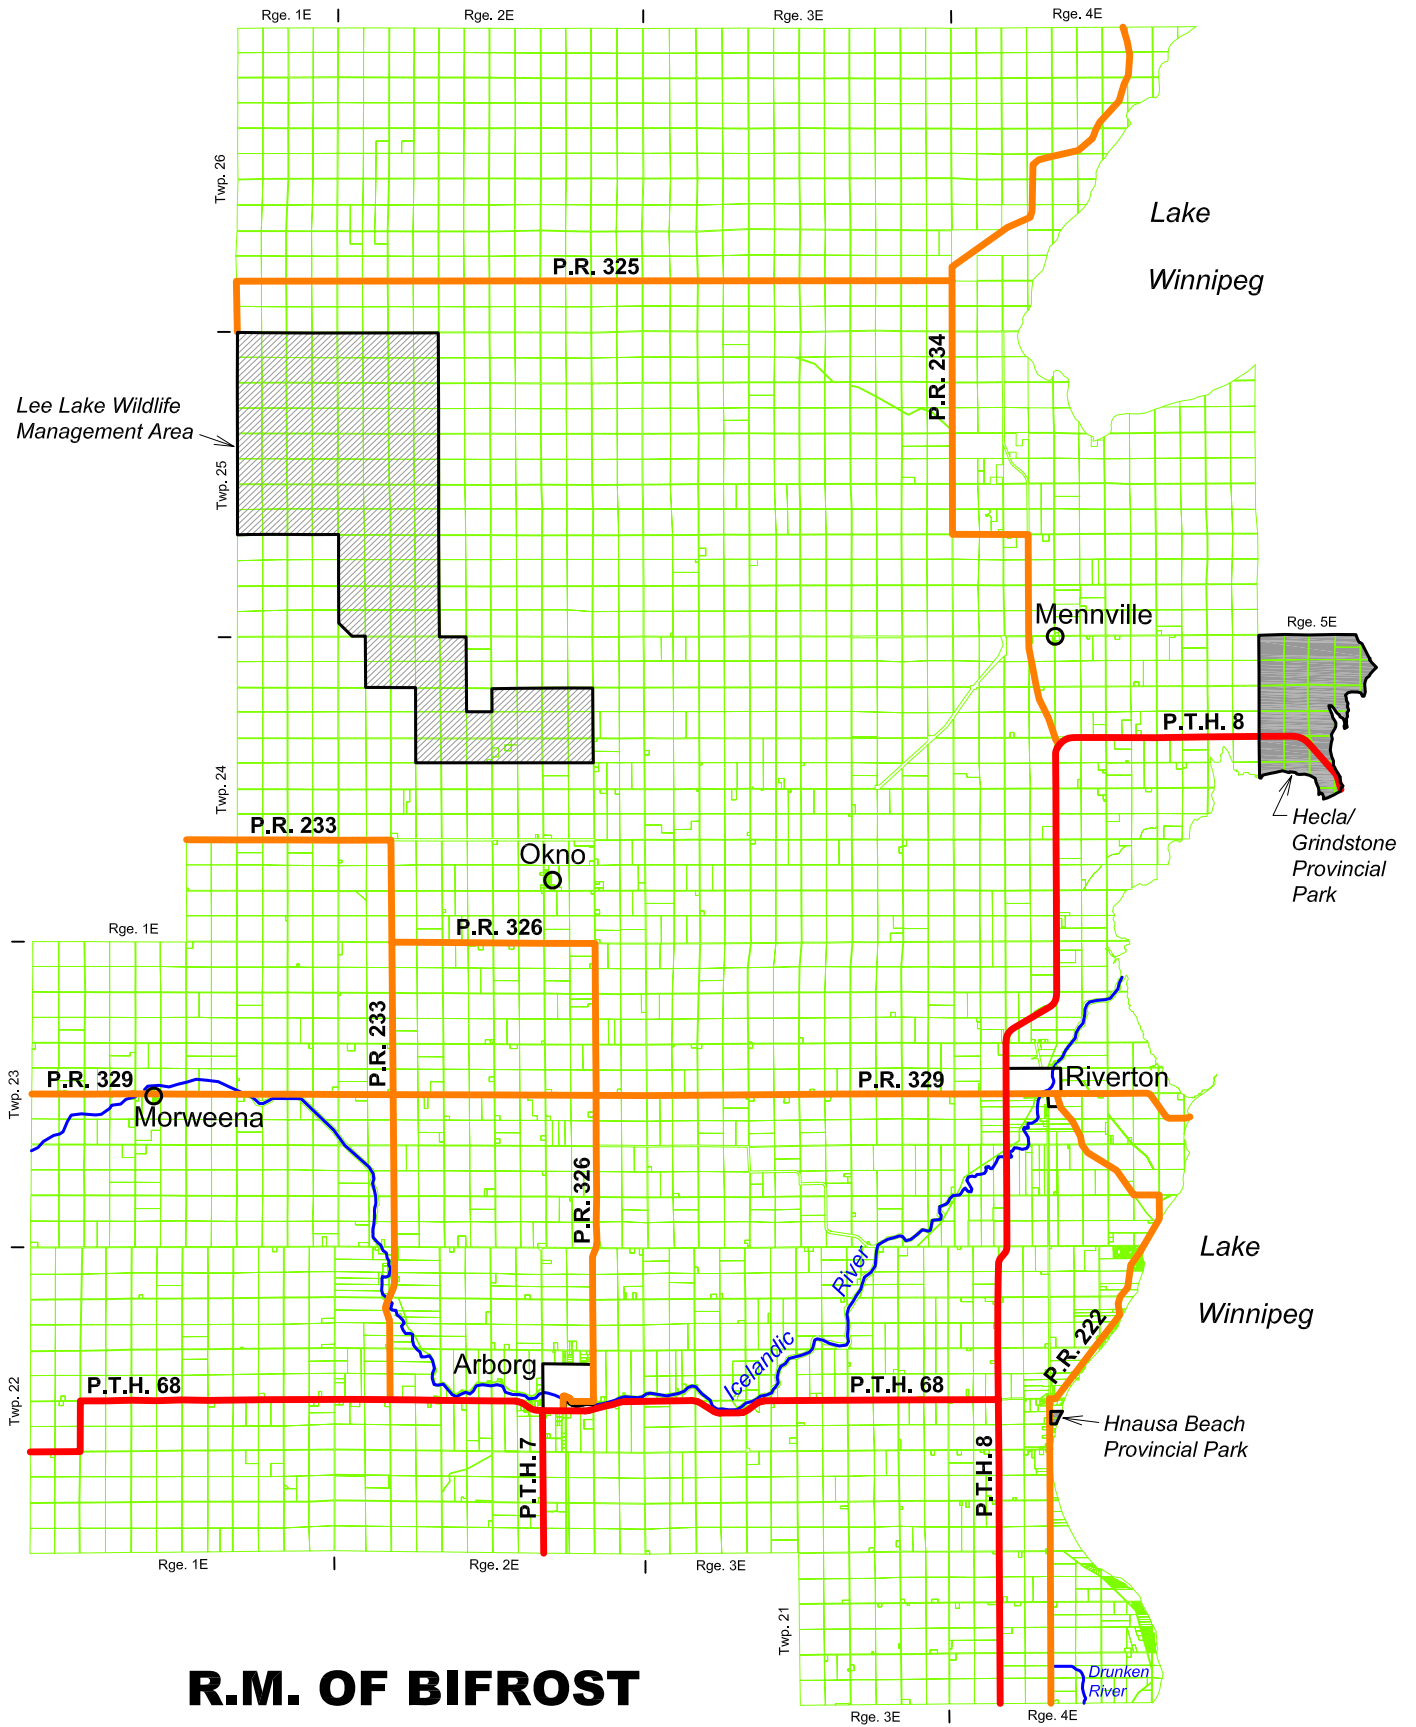 Rge. 1E
Rge. 2E
Rge. 3E
Rge. 4E
Twp. 26
Lake
Winnipeg
P.R. 325
P.R. 234
Lee Lake Wildlife
Management Area
Twp. 25
Mennville
Rge. 5E
P.T.H. 8
Twp. 24
Hecla/
Grindstone
Provincial
Park
P.R. 233
Okno
P.R. 326
Rge. 1E
P.R. 233
Twp. 23
P.R. 329
Morweena
P.R. 329
Riverton
P.R. 326
River
Icelandic
Lake
Winnipeg
P.R. 222
Arborg
P.T.H. 68
P.T.H. 68
Twp. 22
Hnausa Beach
Provincial Park
P.T.H. 7
P.T.H. 8
Rge. 1E
Rge. 2E
Rge. 3E
Twp. 21
Drunken
River
R.M. OF BIFROST
Rge. 3E
Rge. 4E